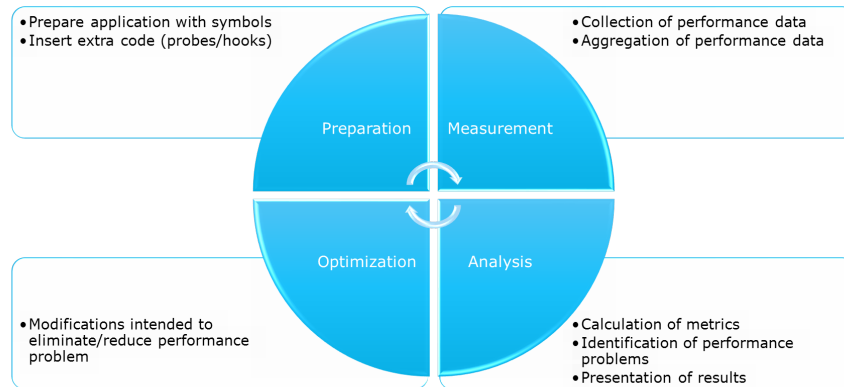 •Prepare application with symbols
•Insert extra code (probes/hooks)
•Collection of performance data
•Aggregation of performance data
Preparation
Measurement
Optimization
Analysis
•Modifications intended to
eliminate/reduce performance
problem
•Calculation of metrics
•Identification of performance
problems
•Presentation of results